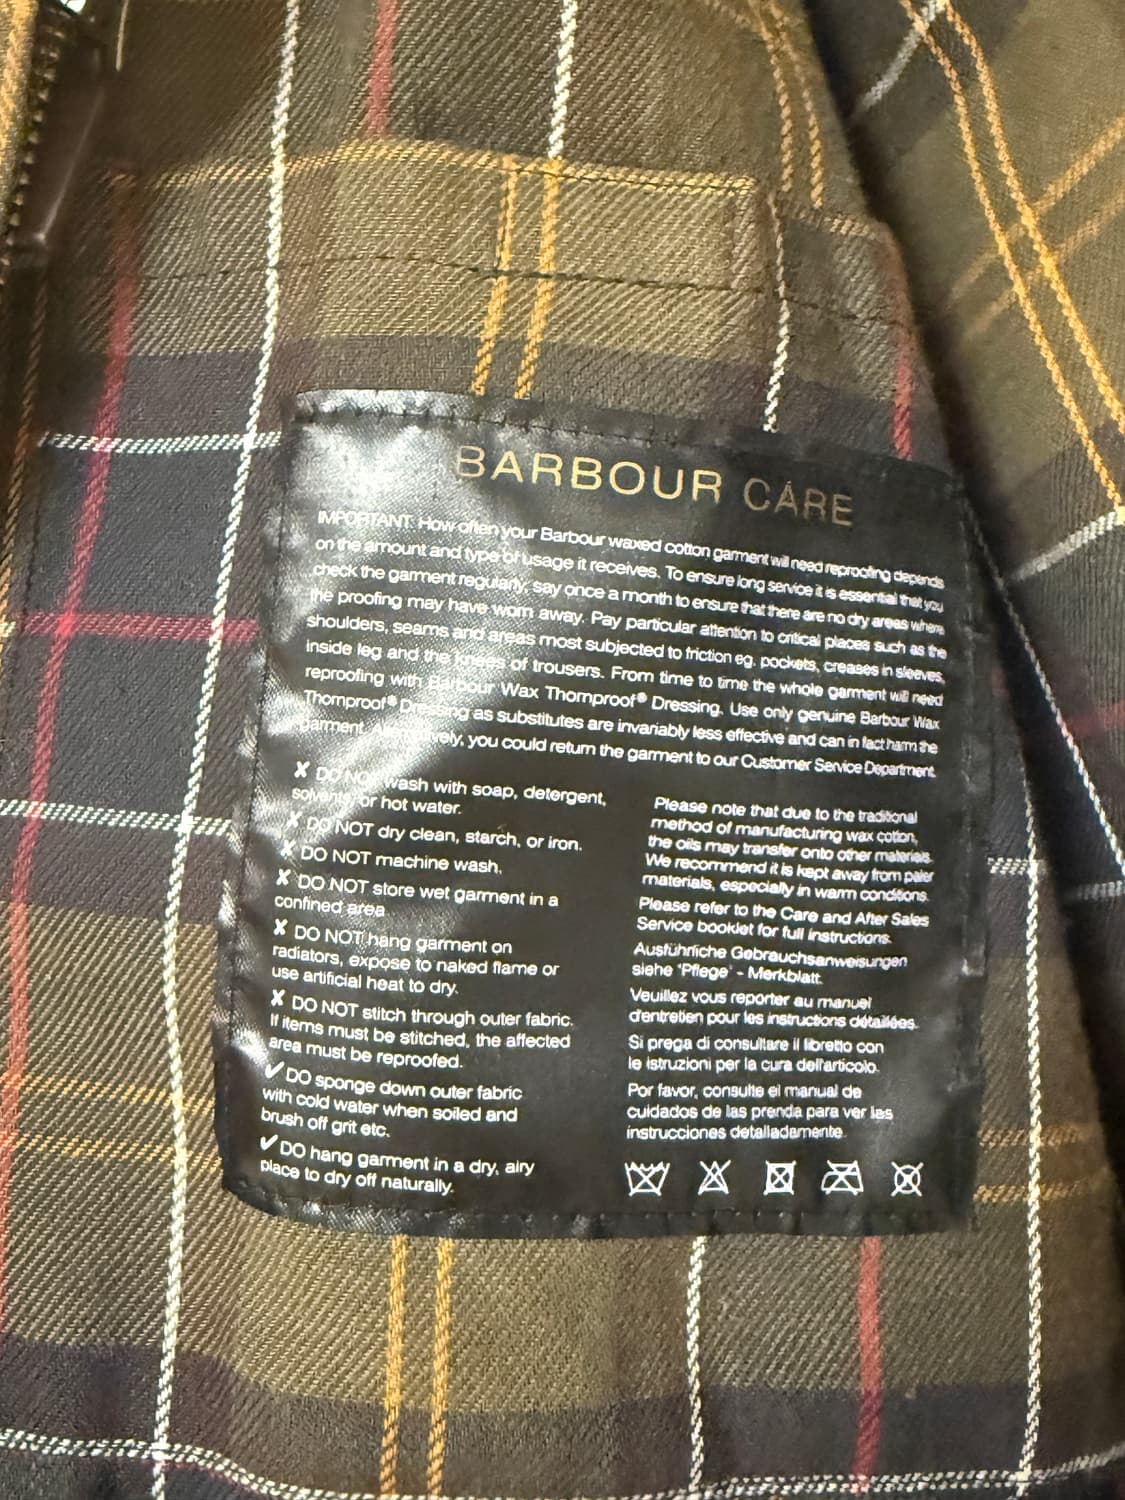 BARBOUR CARE
IMPORTANT: How often your Barbour waxed cotton garment will need reproofing depends
on the amount and type of usage it receives. To ensure long service it is essential that you
check the garment regularly, say once a month to ensure that there are no dry areas where
the proofing may have worn away. Pay particular attention to critical places such as the
shoulders, seams and areas most subjected to friction eg. pockets, creases in sleeves,
inside leg and the knees of trousers. From time to time the whole garment will need
reproofing with Barbour Wax Thornproof® Dressing. Use only genuine Barbour Wax
Thornproof® Dressing as substitutes are invariably less effective and can in fact harm the
garment. Alternatively, you could return the garment to our Customer Service Department.
✗ DO NOT wash with soap, detergent,
solvents or hot water.
✗ DO NOT dry clean, starch, or iron.
✗ DO NOT machine wash.
✗ DO NOT store wet garment in a
confined area
✗ DO NOT hang garment on
radiators, expose to naked flame or
use artificial heat to dry.
✗ DO NOT stitch through outer fabric.
If items must be stitched, the affected
area must be reproofed.
✓ DO sponge down outer fabric
with cold water when soiled and
brush off grit etc.
✓ DO hang garment in a dry, airy
place to dry off naturally.
Please note that due to the traditional
method of manufacturing wax cotton,
the oils may transfer onto other materials.
We recommend it is kept away from paler
materials, especially in warm conditions.
Please refer to the Care and After Sales
Service booklet for full instructions.
Ausführliche Gebrauchsanweisungen
siehe 'Pflege' - Merkblatt.
Veuillez vous reporter au manuel
d'entretien pour les instructions détaillées.
Si prega di consultare il libretto con
le istruzioni per la cura dell'articolo.
Por favor, consulte el manual de
cuidados de las prenda para ver las
instrucciones detalladamente.